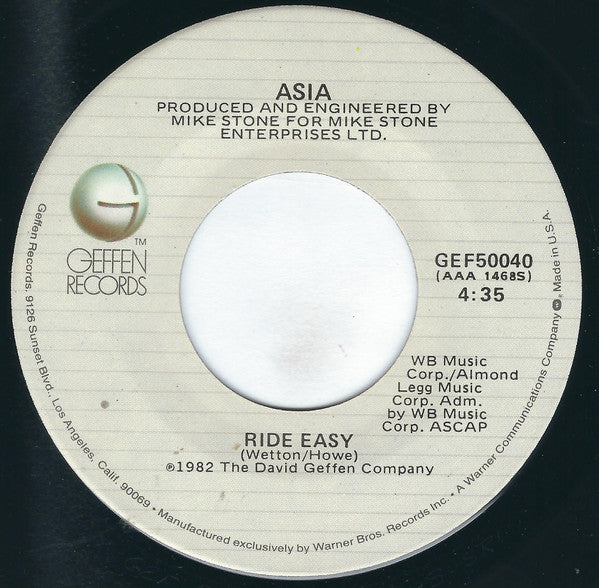 ASIA
PRODUCED AND ENGINEERED BY
MIKE STONE FOR MIKE STONE
ENTERPRISES LTD.
G
TM
GEFFEN
RECORDS
GEF50040
(AAA 1468S)
4:35
WB Music
Corp./Almond
Legg Music
Corp. Adm.
by WB Music
Corp. ASCAP
RIDE EASY
(Wetton/Howe)
℗1982 The David Geffen Company
Geffen Records, 9126 Sunset Blvd., Los Angeles, Calif. 90069 • Manufactured exclusively by Warner Bros. Records Inc. • A Warner Communications Company ® Made in U.S.A.